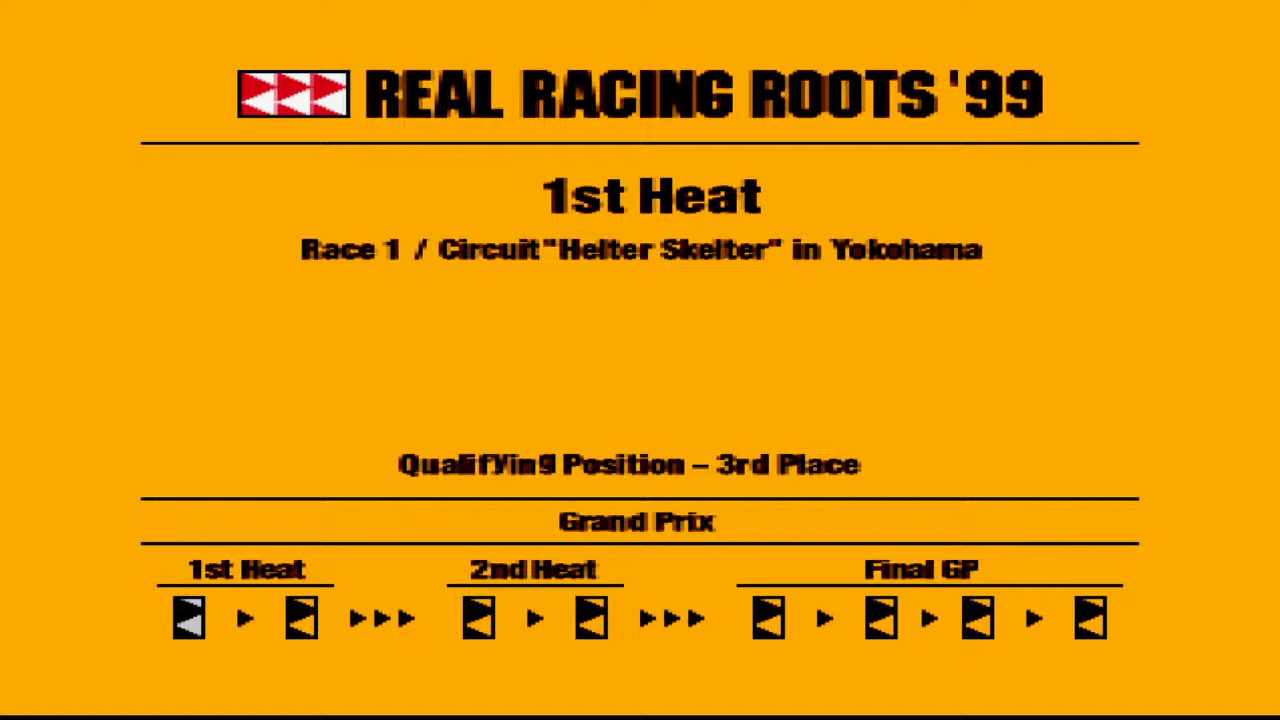 REAL RACING ROOTS '99
1st Heat
Race 1 / Circuit "Helter Skelter" in Yokohama
Qualifying Position – 3rd Place
Grand Prix
1st Heat 2nd Heat Final GP